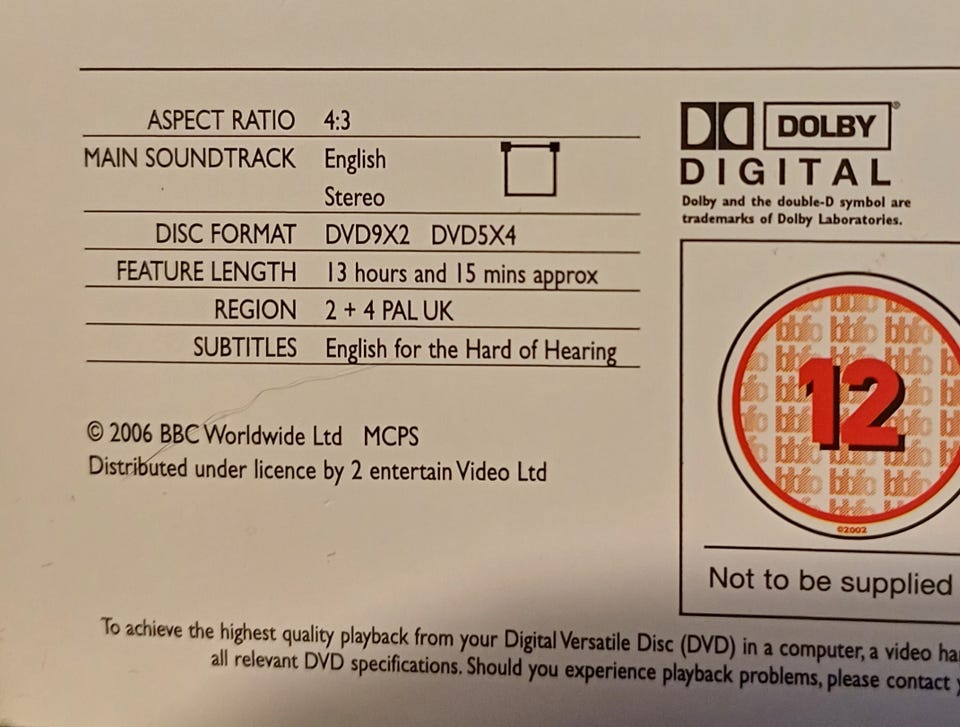 ASPECT RATIO 4:3
MAIN SOUNDTRACK English
Stereo
DISC FORMAT DVD9X2 DVD5X4
FEATURE LENGTH 13 hours and 15 mins approx
REGION 2 + 4 PAL UK
SUBTITLES English for the Hard of Hearing
© 2006 BBC Worldwide Ltd MCPS
Distributed under licence by 2 entertain Video Ltd
DOLBY®
DIGITAL
Dolby and the double-D symbol are
trademarks of Dolby Laboratories.
12
©2002
Not to be supplied
To achieve the highest quality playback from your Digital Versatile Disc (DVD) in a computer, a video
all relevant DVD specifications. Should you experience playback problems, please contact